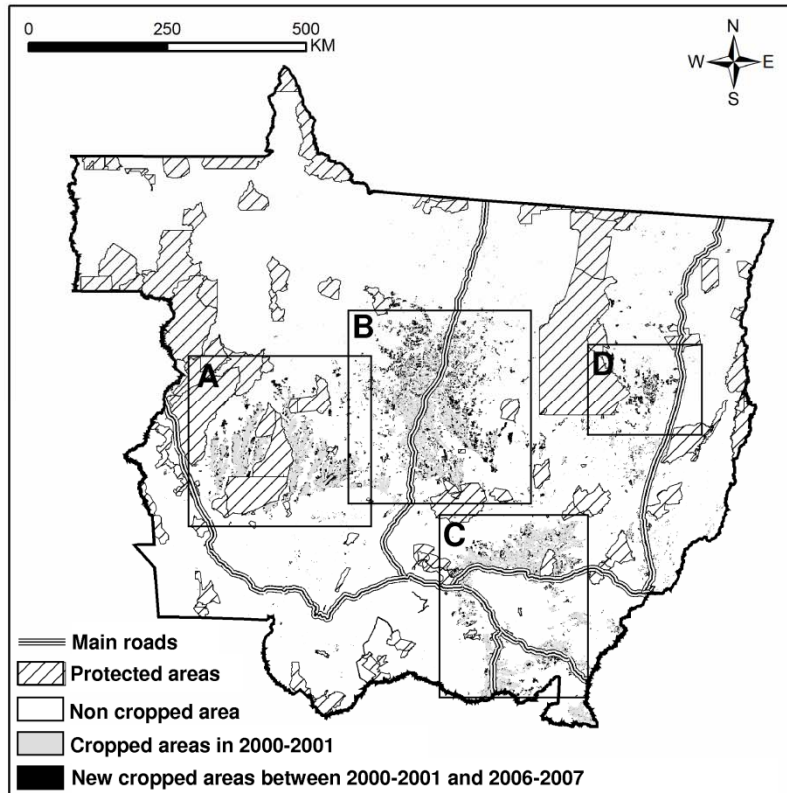 0 250 500
KM
N
W E
S
B
D
A
C
Main roads
Protected areas
Non cropped area
Cropped areas in 2000-2001
New cropped areas between 2000-2001 and 2006-2007